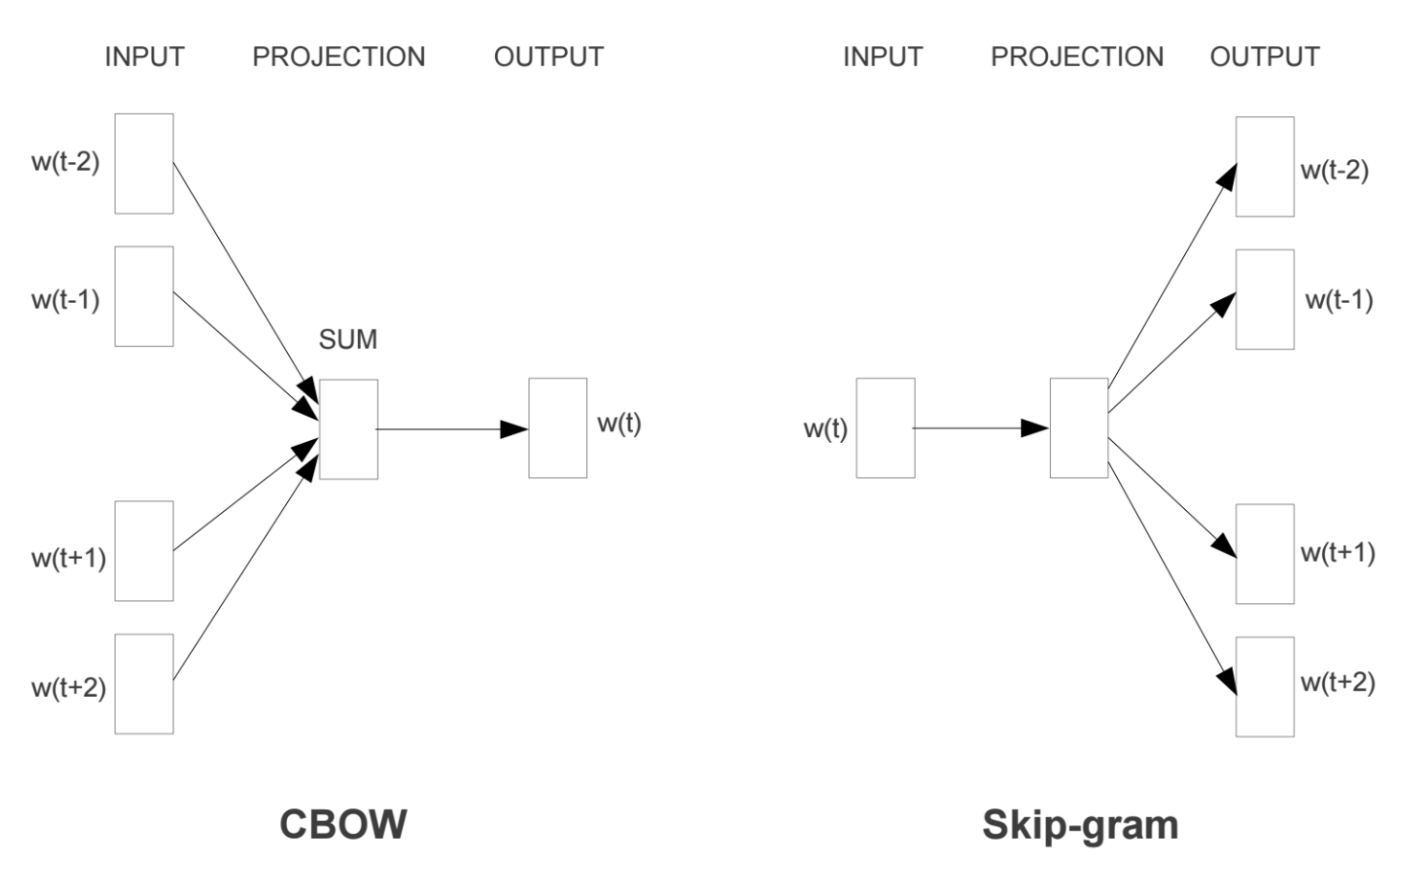 INPUT PROJECTION OUTPUT
w(t-2)
w(t-1)
SUM
w(t)
w(t+1)
w(t+2)
CBOW
INPUT PROJECTION OUTPUT
w(t-2)
w(t-1)
w(t)
w(t+1)
w(t+2)
Skip-gram